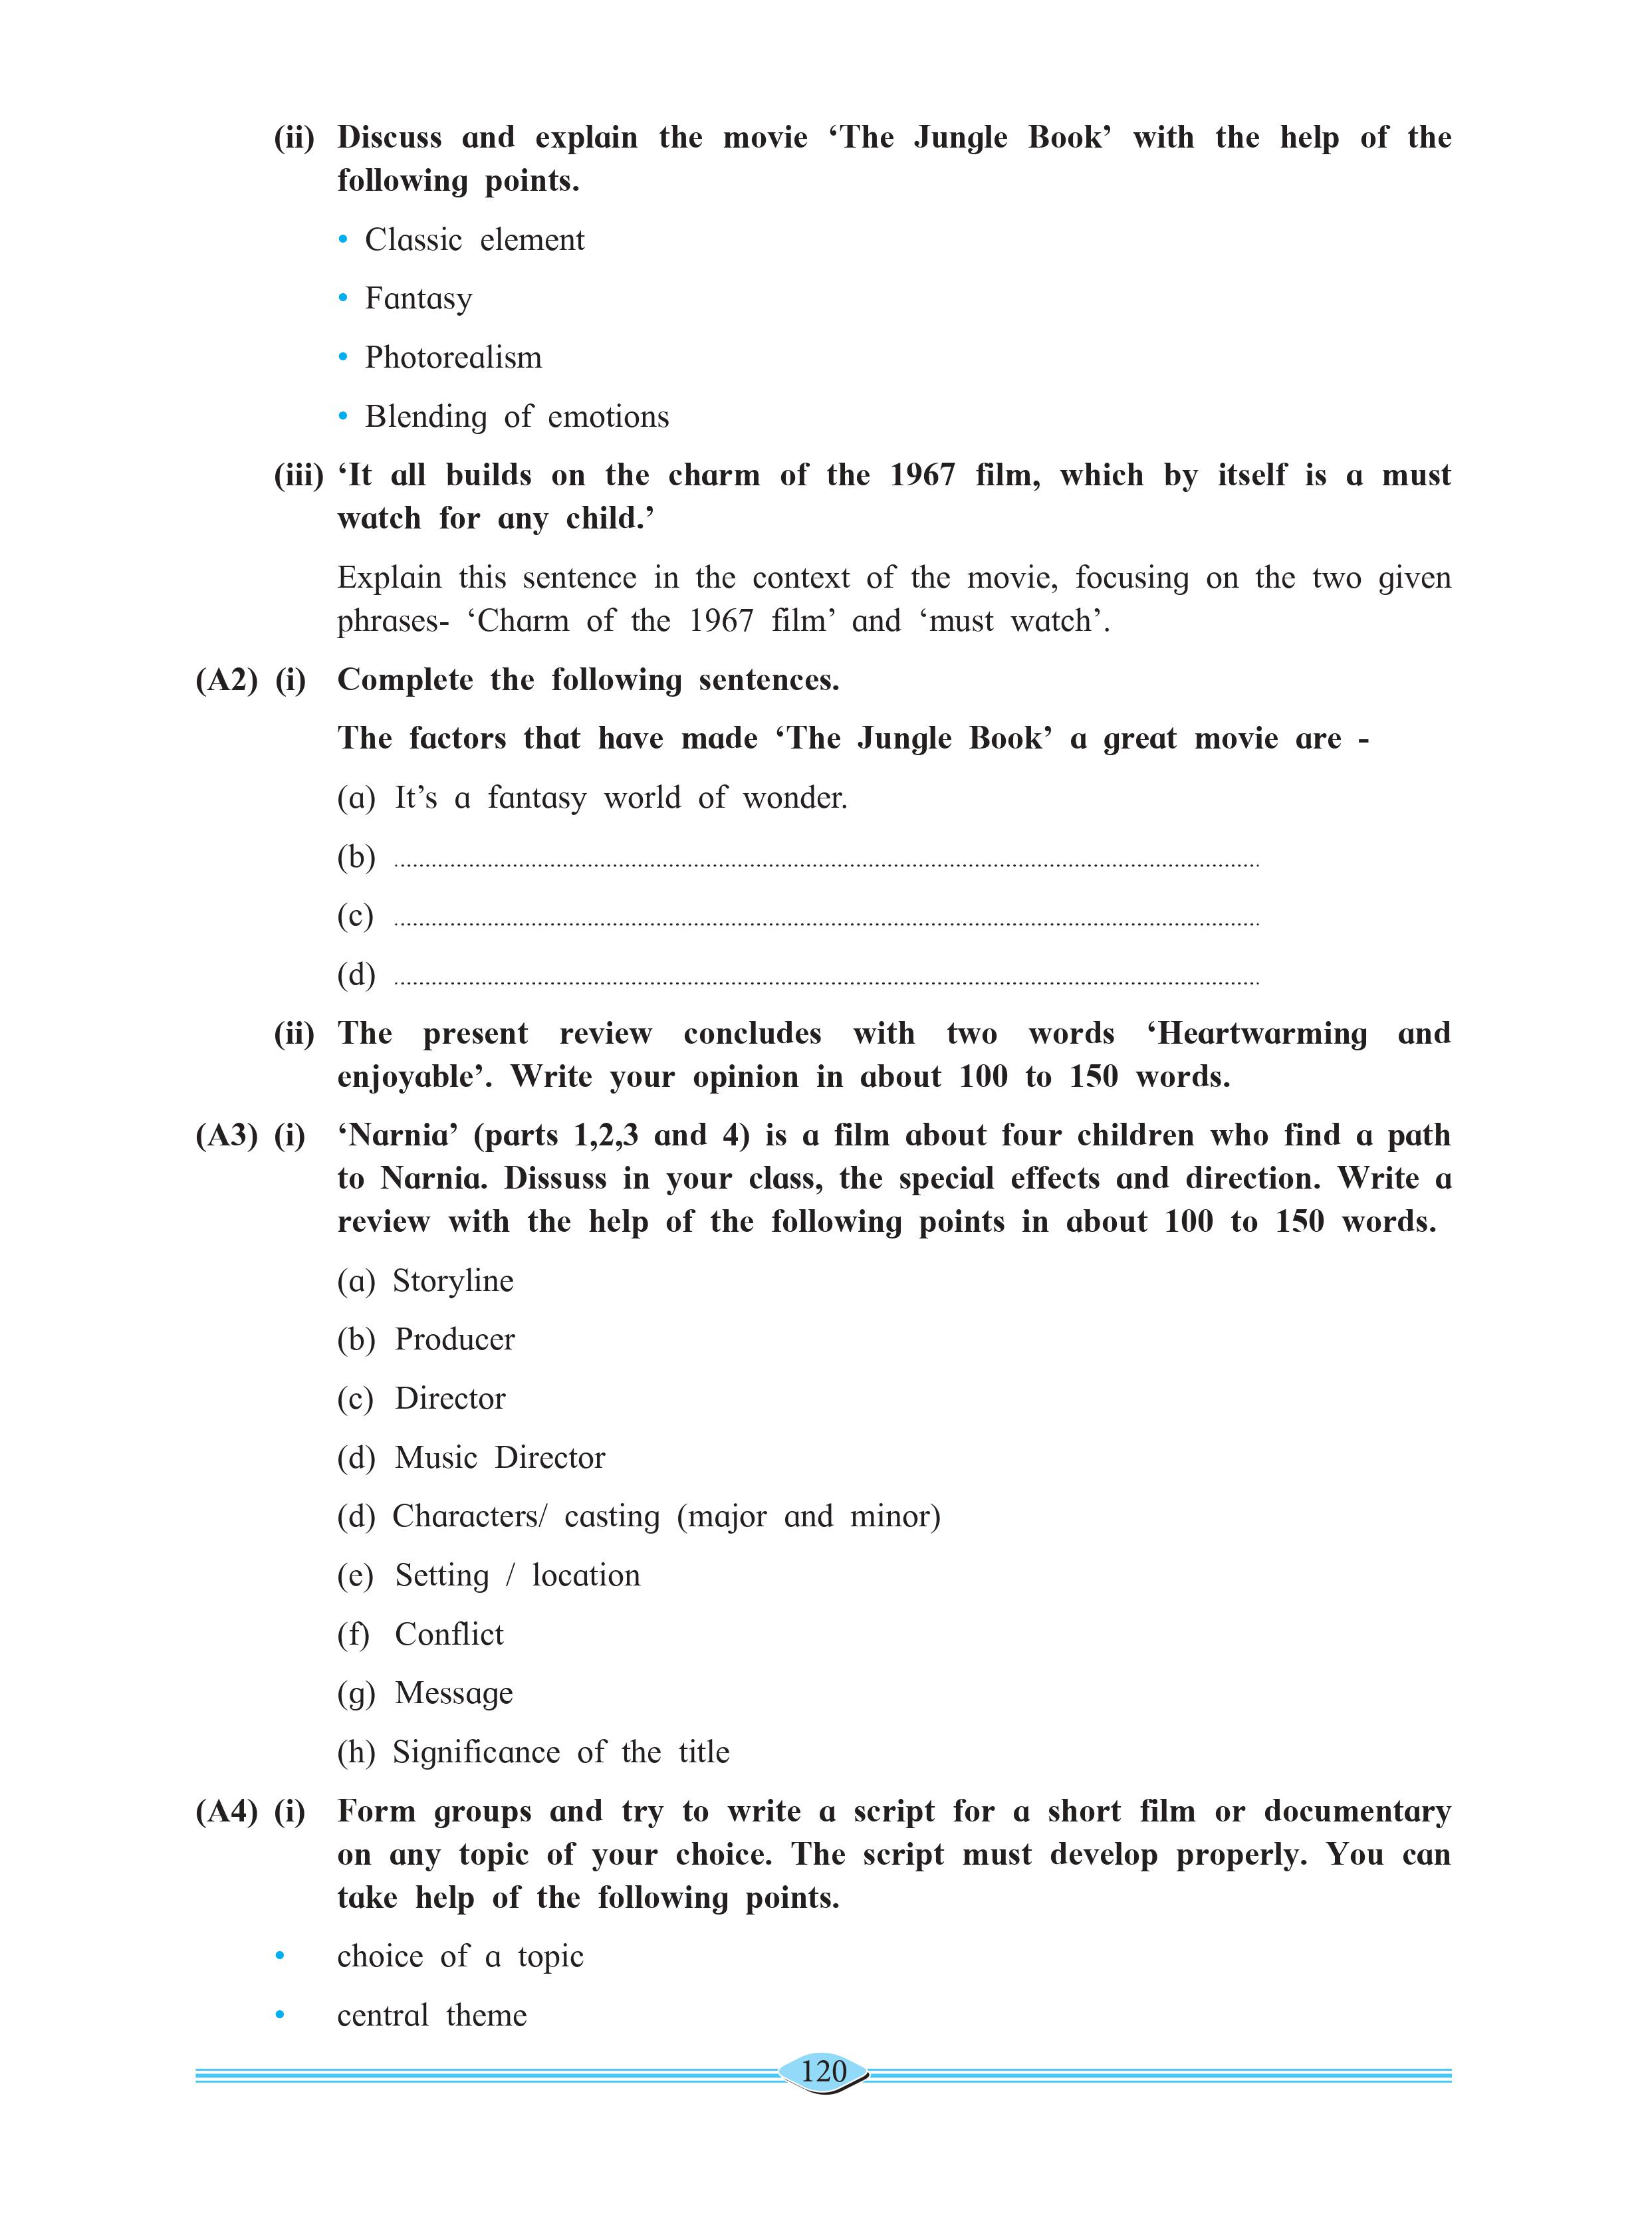 (ii) Discuss and explain the movie ‘The Jungle Book’ with the help of the
following points.
• Classic element
• Fantasy
• Photorealism
• Blending of emotions
(iii) ‘It all builds on the charm of the 1967 film, which by itself is a must
watch for any child.’
Explain this sentence in the context of the movie, focusing on the two given
phrases- ‘Charm of the 1967 film’ and ‘must watch’.
(A2) (i) Complete the following sentences.
The factors that have made ‘The Jungle Book’ a great movie are -
(a) It’s a fantasy world of wonder.
(b) ....................................................................................................................
(c) ....................................................................................................................
(d) ....................................................................................................................
(ii) The present review concludes with two words ‘Heartwarming and
enjoyable’. Write your opinion in about 100 to 150 words.
(A3) (i) ‘Narnia’ (parts 1,2,3 and 4) is a film about four children who find a path
to Narnia. Dissuss in your class, the special effects and direction. Write a
review with the help of the following points in about 100 to 150 words.
(a) Storyline
(b) Producer
(c) Director
(d) Music Director
(d) Characters/ casting (major and minor)
(e) Setting / location
(f) Conflict
(g) Message
(h) Significance of the title
(A4) (i) Form groups and try to write a script for a short film or documentary
on any topic of your choice. The script must develop properly. You can
take help of the following points.
• choice of a topic
• central theme
120